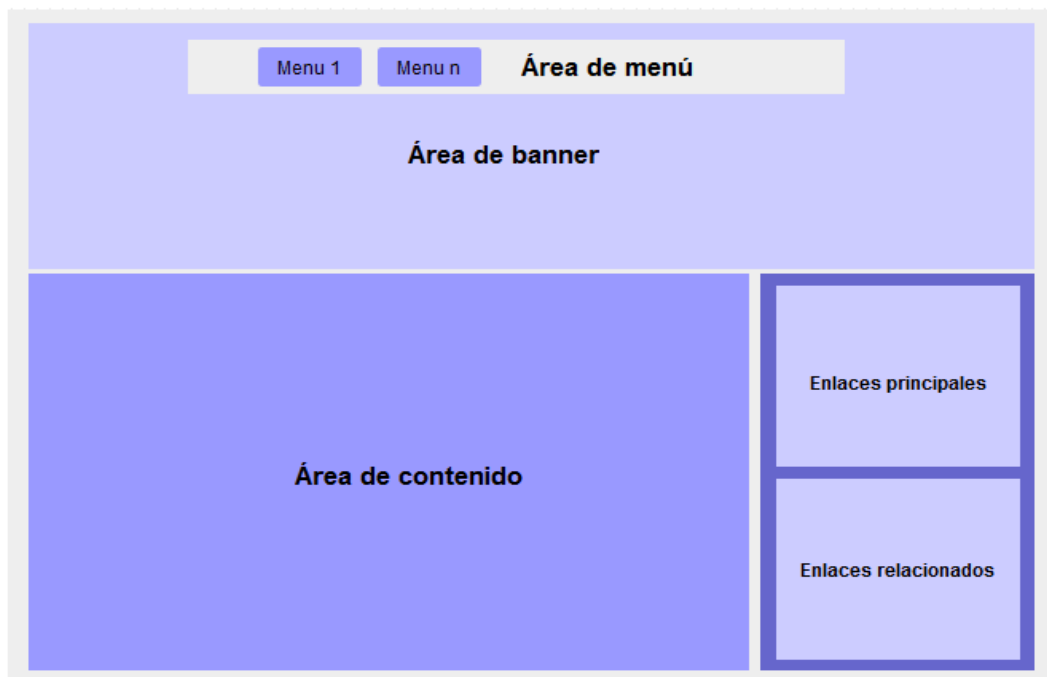 Menu 1
Menu n
Área de menú
Área de banner
Área de contenido
Enlaces principales
Enlaces relacionados